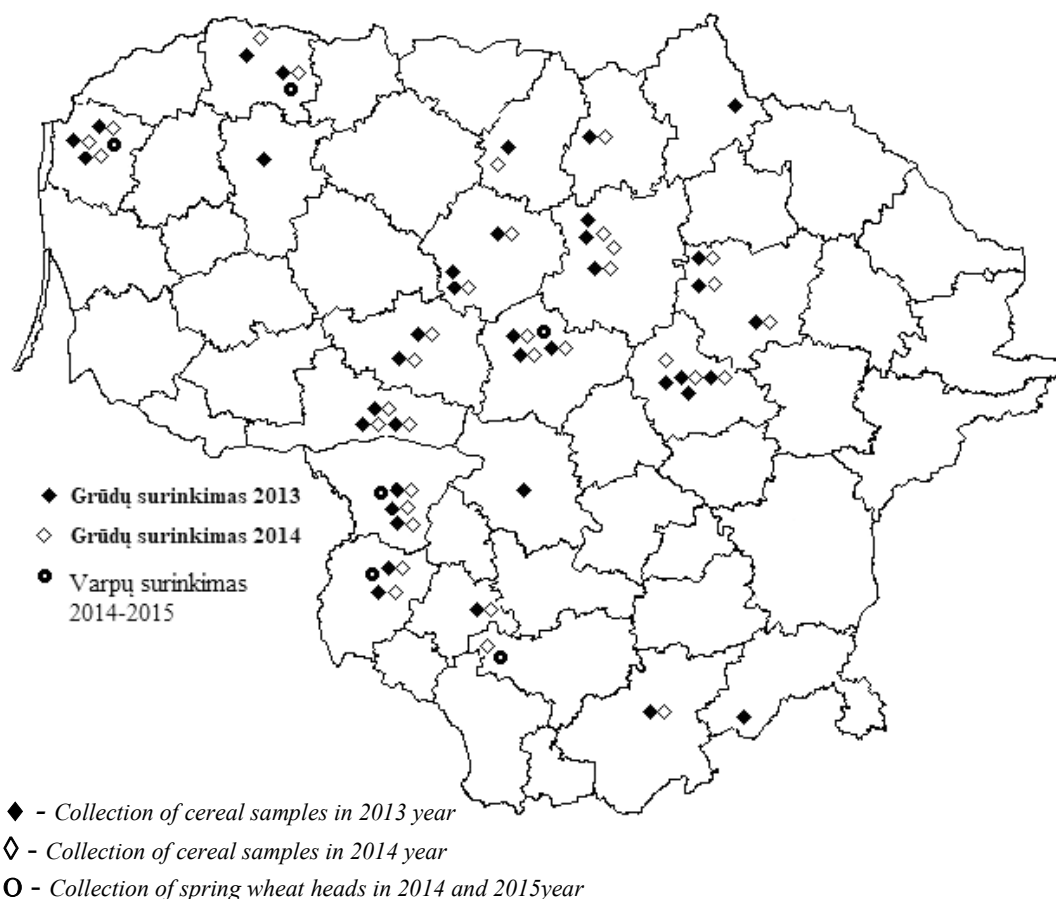 Grūdų surinkimas 2013
Grūdų surinkimas 2014
Varpų surinkimas
2014-2015
- Collection of cereal samples in 2013 year
- Collection of cereal samples in 2014 year
- Collection of spring wheat heads in 2014 and 2015year